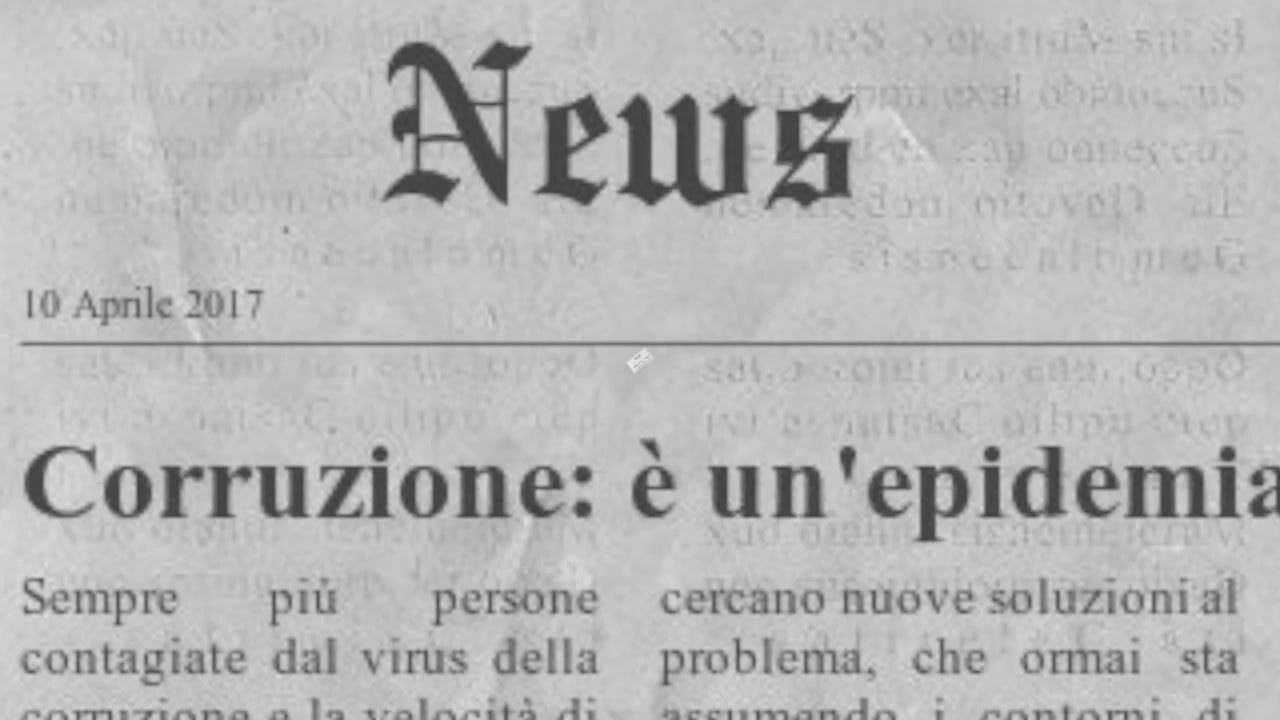 News
10 Aprile 2017
Corruzione: è un'epidemia
Sempre più persone
contagiate dal virus della
corruzione e la velocità di
cercano nuove soluzioni al
problema, che ormai sta
assumendo i contorni di